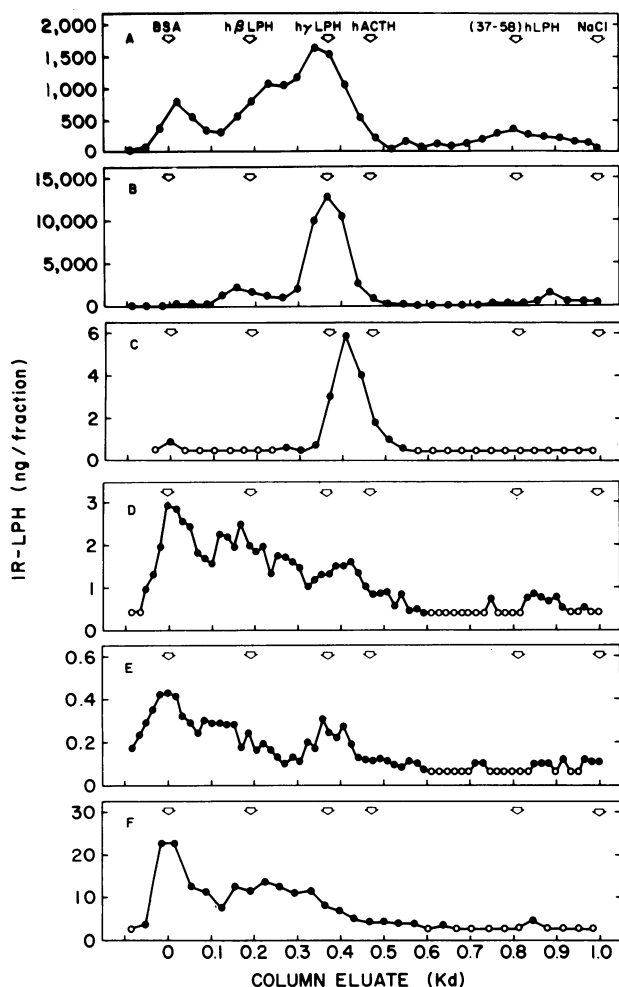 BSA hβLPH hγLPH hACTH (37-58)hLPH NaCl
A
2,000
1,500
1,000
500
0
B
15,000
10,000
5,000
0
C
6
4
2
0
D
3
2
1
0
E
0.6
0.4
0.2
0
F
30
20
10
0
IR-LPH (ng/fraction)
0 0.1 0.2 0.3 0.4 0.5 0.6 0.7 0.8 0.9 1.0
COLUMN ELUATE (Kd)